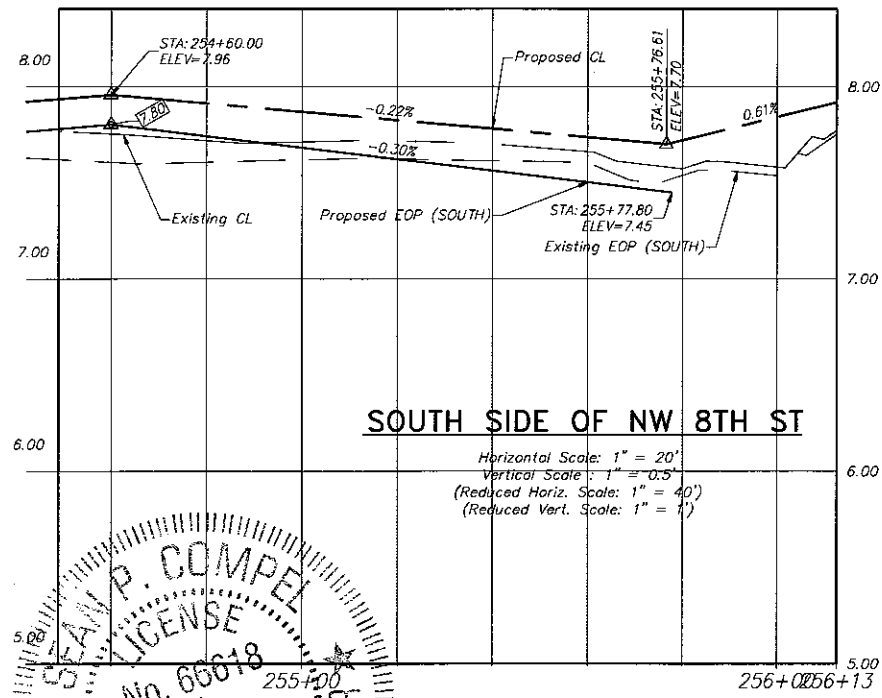 8.00
STA: 254+60.00
ELEV=7.96
Proposed CL
STA: 255+76.61
ELEV=7.70
8.00
7.80
-0.22%
0.61%
-0.30%
Existing CL
Proposed EOP (SOUTH)
STA: 255+77.80
ELEV=7.45
Existing EOP (SOUTH)
7.00
7.00
SOUTH SIDE OF NW 8TH ST
6.00
6.00
Horizontal Scale: 1" = 20'
Vertical Scale : 1" = 0.5'
(Reduced Horiz. Scale: 1" = 40')
(Reduced Vert. Scale: 1" = 1')
SEAN P. COMPEL
LICENSE
No. 66618
5.00
5.00
255+00
256+00
256+13